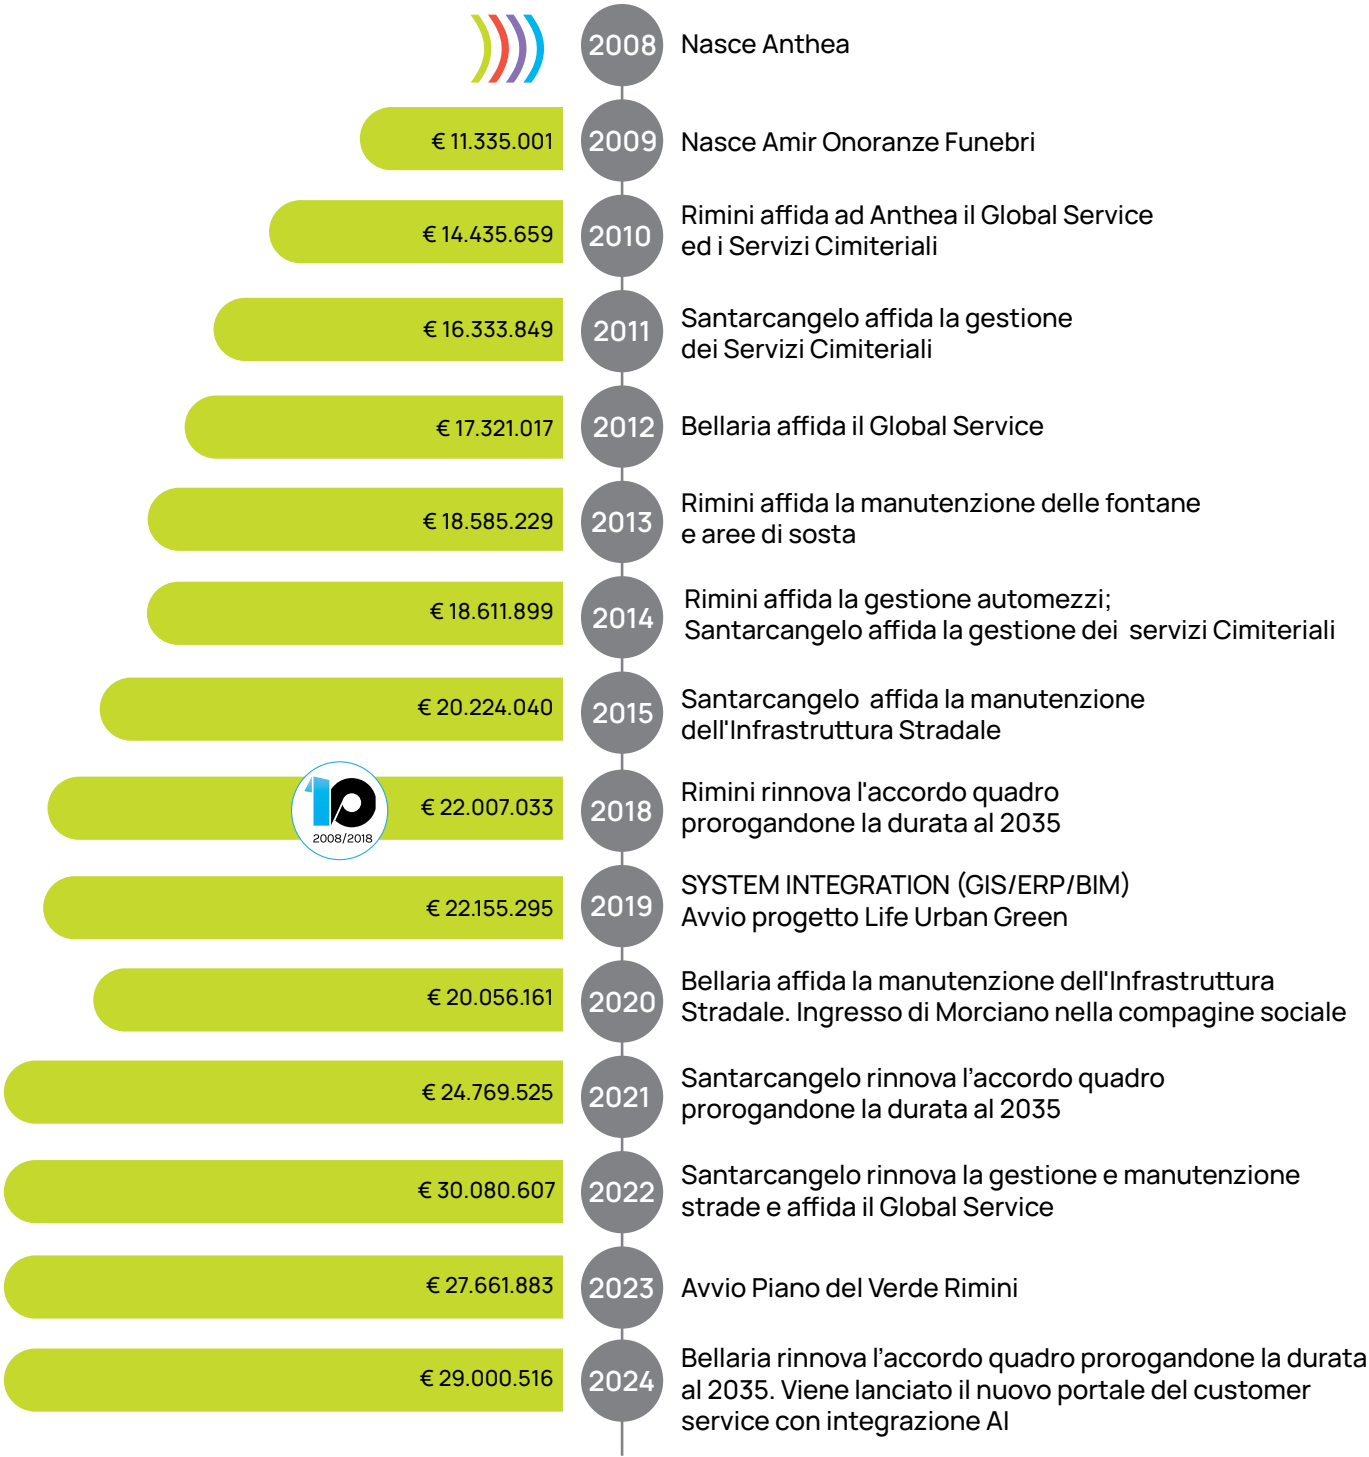 2008
Nasce Anthea
€ 11.335.001
2009
Nasce Amir Onoranze Funebri
€ 14.435.659
2010
Rimini affida ad Anthea il Global Service
ed i Servizi Cimiteriali
€ 16.333.849
2011
Santarcangelo affida la gestione
dei Servizi Cimiteriali
€ 17.321.017
2012
Bellaria affida il Global Service
€ 18.585.229
2013
Rimini affida la manutenzione delle fontane
e aree di sosta
€ 18.611.899
2014
Rimini affida la gestione automezzi;
Santarcangelo affida la gestione dei servizi Cimiteriali
€ 20.224.040
2015
Santarcangelo affida la manutenzione
dell'Infrastruttura Stradale
10
2008/2018
€ 22.007.033
2018
Rimini rinnova l'accordo quadro
prorogandone la durata al 2035
€ 22.155.295
2019
SYSTEM INTEGRATION (GIS/ERP/BIM)
Avvio progetto Life Urban Green
€ 20.056.161
2020
Bellaria affida la manutenzione dell'Infrastruttura
Stradale. Ingresso di Morciano nella compagine sociale
€ 24.769.525
2021
Santarcangelo rinnova l’accordo quadro
prorogandone la durata al 2035
€ 30.080.607
2022
Santarcangelo rinnova la gestione e manutenzione
strade e affida il Global Service
€ 27.661.883
2023
Avvio Piano del Verde Rimini
€ 29.000.516
2024
Bellaria rinnova l’accordo quadro prorogandone la durata
al 2035. Viene lanciato il nuovo portale del customer
service con integrazione AI